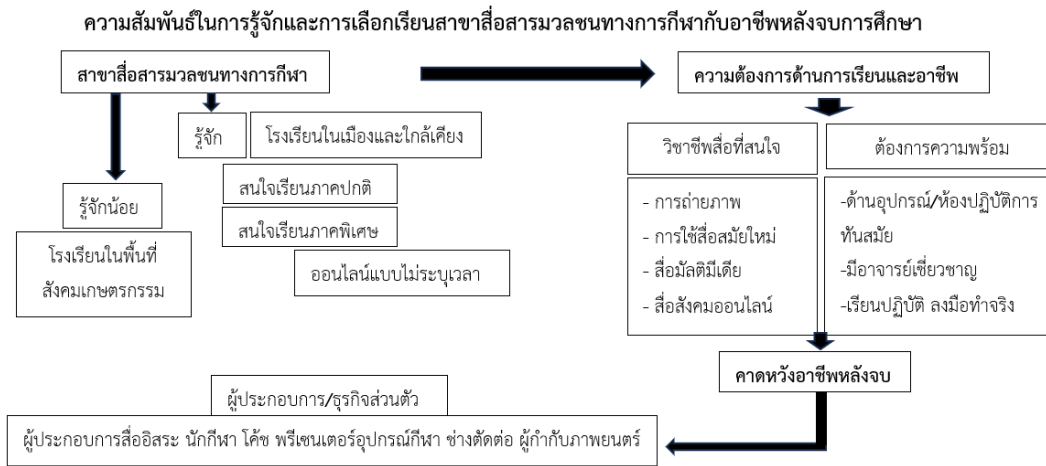 ความสัมพันธ์ในการรู้จักและการเลือกเรียนสาขาสื่อสารมวลชนทางการกีฬากับอาชีพหลังจบการศึกษา
สาขาสื่อสารมวลชนทางการกีฬา
ความต้องการด้านการเรียนและอาชีพ
รู้จัก
โรงเรียนในเมืองและใกล้เคียง
สนใจเรียนภาคปกติ
สนใจเรียนภาคพิเศษ
ออนไลน์แบบไม่ระบุเวลา
รู้จักน้อย
โรงเรียนในพื้นที่
สังคมเกษตรกรรม
วิชาชีพสื่อที่สนใจ
- การถ่ายภาพ
- การใช้สื่อสมัยใหม่
- สื่อมัลติมีเดีย
- สื่อสังคมออนไลน์
ต้องการความพร้อม
-ด้านอุปกรณ์/ห้องปฏิบัติการ
ทันสมัย
-มีอาจารย์เชี่ยวชาญ
-เรียนปฏิบัติ ลงมือทำจริง
คาดหวังอาชีพหลังจบ
ผู้ประกอบการ/ธุรกิจส่วนตัว
ผู้ประกอบการสื่ออิสระ นักกีฬา โค้ช พรีเซนเตอร์อุปกรณ์กีฬา ช่างตัดต่อ ผู้กำกับภาพยนตร์